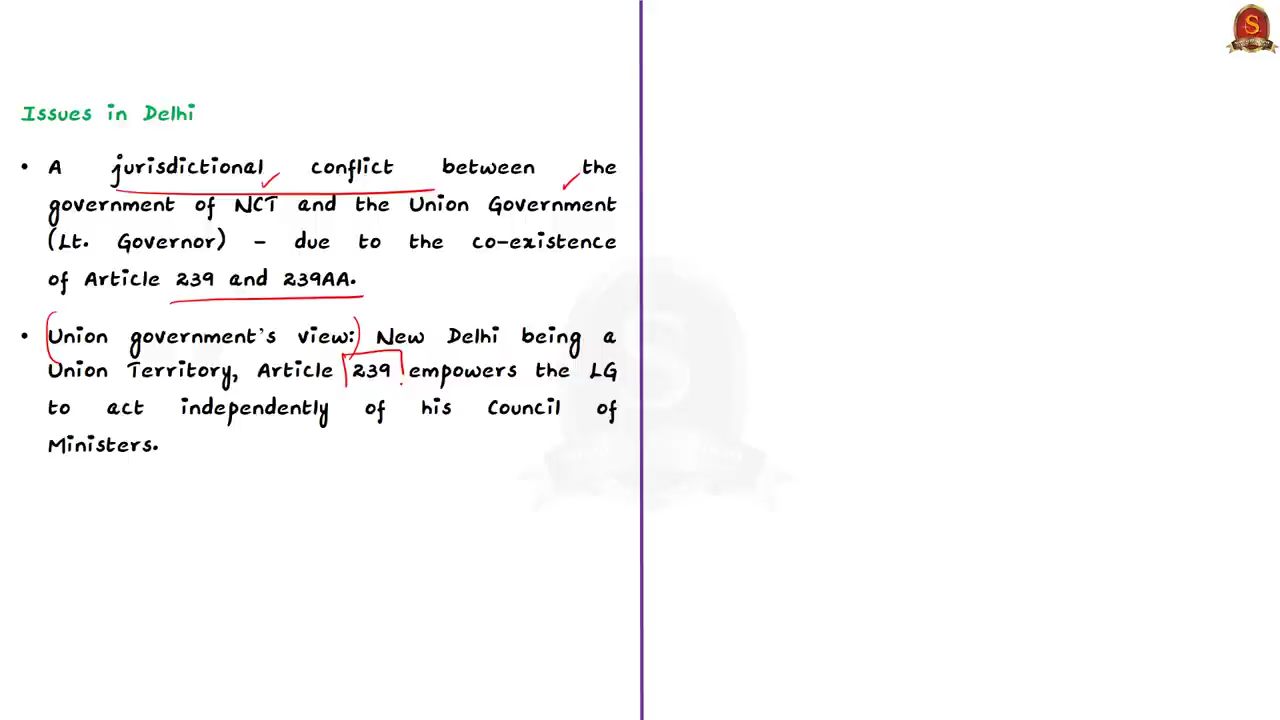 Issues in Delhi
• A jurisdictional conflict between the
government of NCT and the Union Government
(Lt. Governor) – due to the co-existence
of Article 239 and 239AA.
• Union government's view: New Delhi being a
Union Territory, Article 239 empowers the LG
to act independently of his Council of
Ministers.